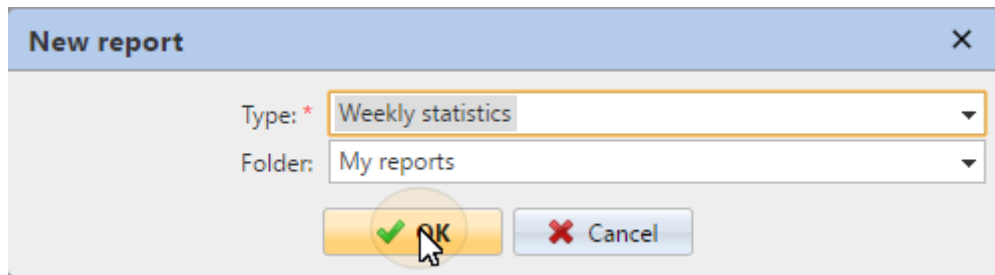 New report
Type: * Weekly statistics
Folder: My reports
OK Cancel